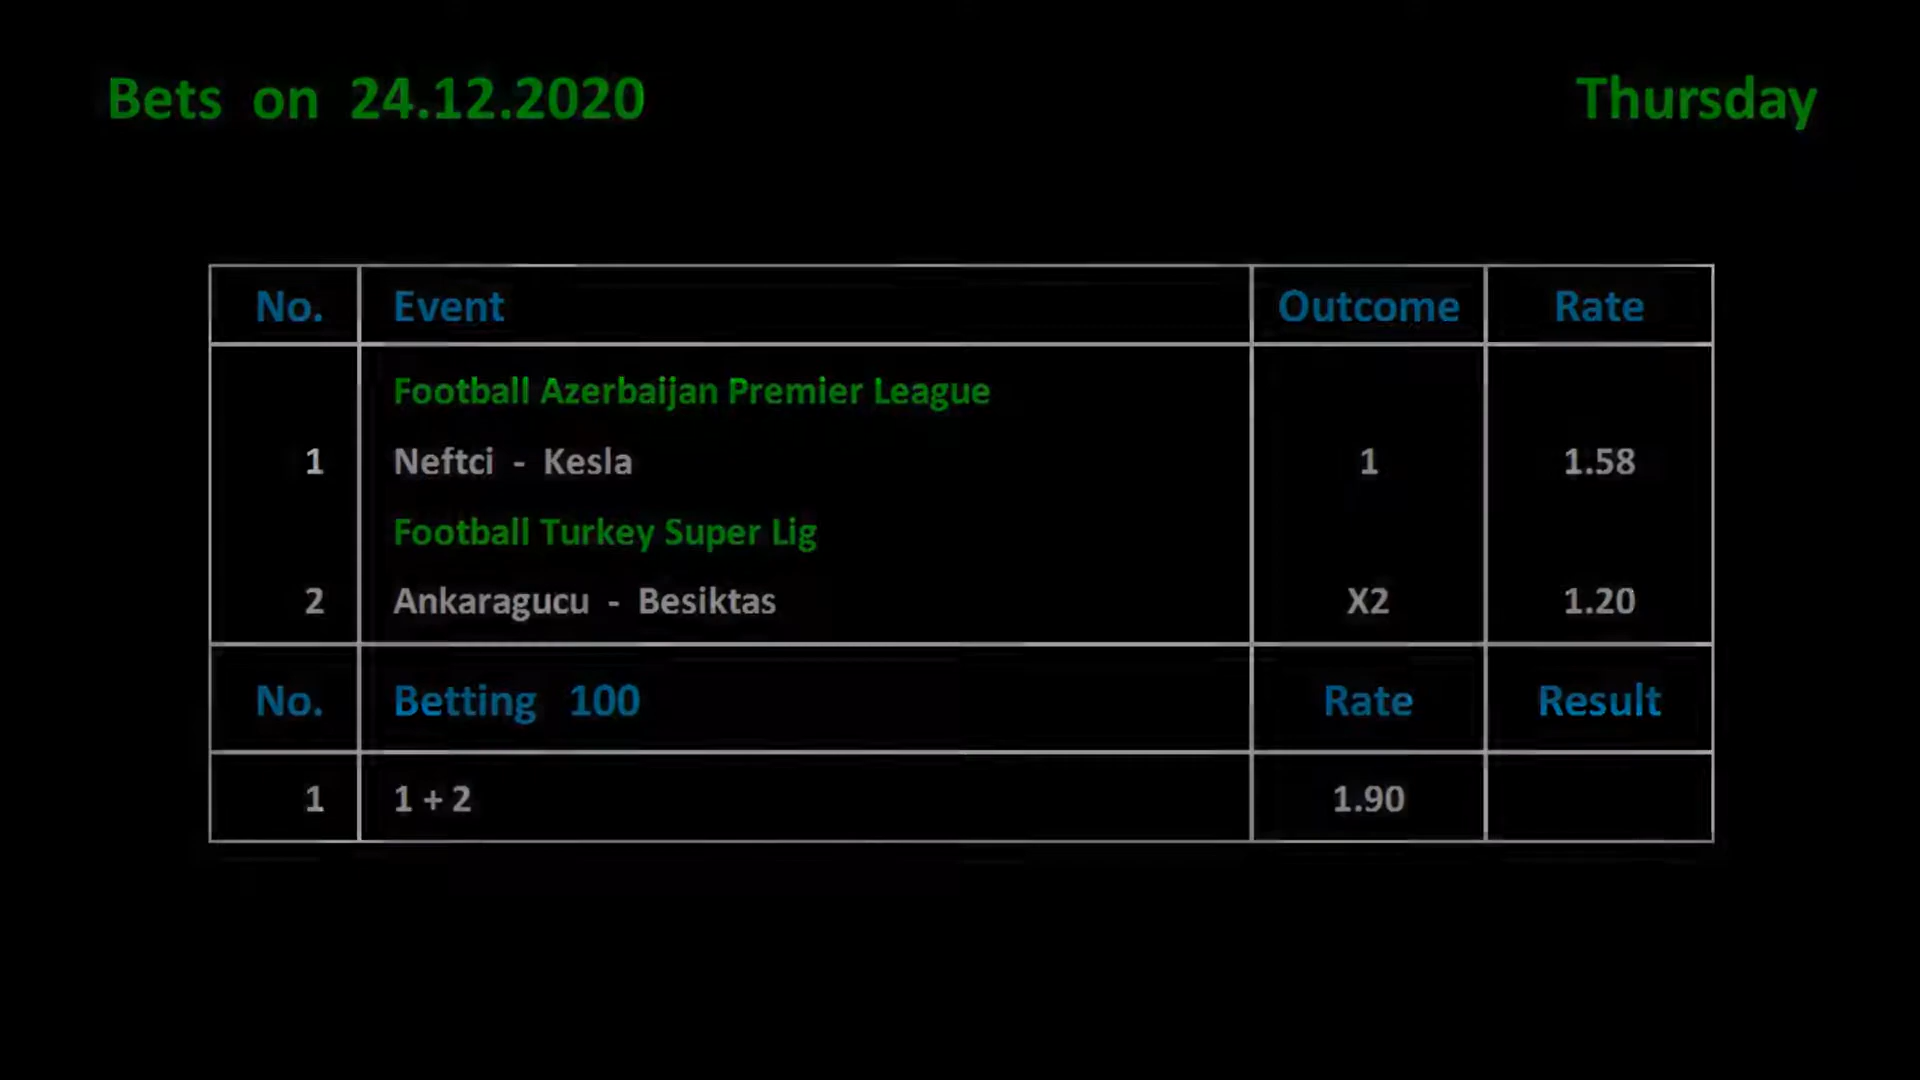 Bets on 24.12.2020 Thursday
No. Event Outcome Rate
Football Azerbaijan Premier League
1 Neftci - Kesla 1 1.58
Football Turkey Super Lig
2 Ankaragucu - Besiktas X2 1.20
No. Betting 100 Rate Result
1 1 + 2 1.90